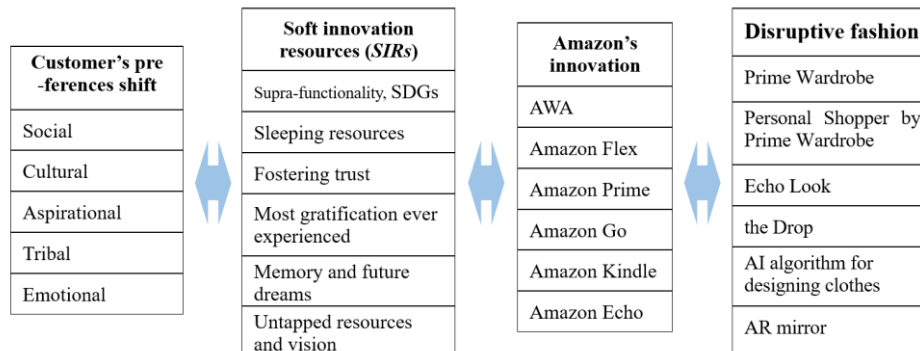 Customer's pre
-ferences shift
Social
Cultural
Aspirational
Tribal
Emotional
Soft innovation
resources (SIRs)
Supra-functionality, SDGs
Sleeping resources
Fostering trust
Most gratification ever
experienced
Memory and future
dreams
Untapped resources
and vision
Amazon's
innovation
AWA
Amazon Flex
Amazon Prime
Amazon Go
Amazon Kindle
Amazon Echo
Disruptive fashion
Prime Wardrobe
Personal Shopper by
Prime Wardrobe
Echo Look
the Drop
AI algorithm for
designing clothes
AR mirror